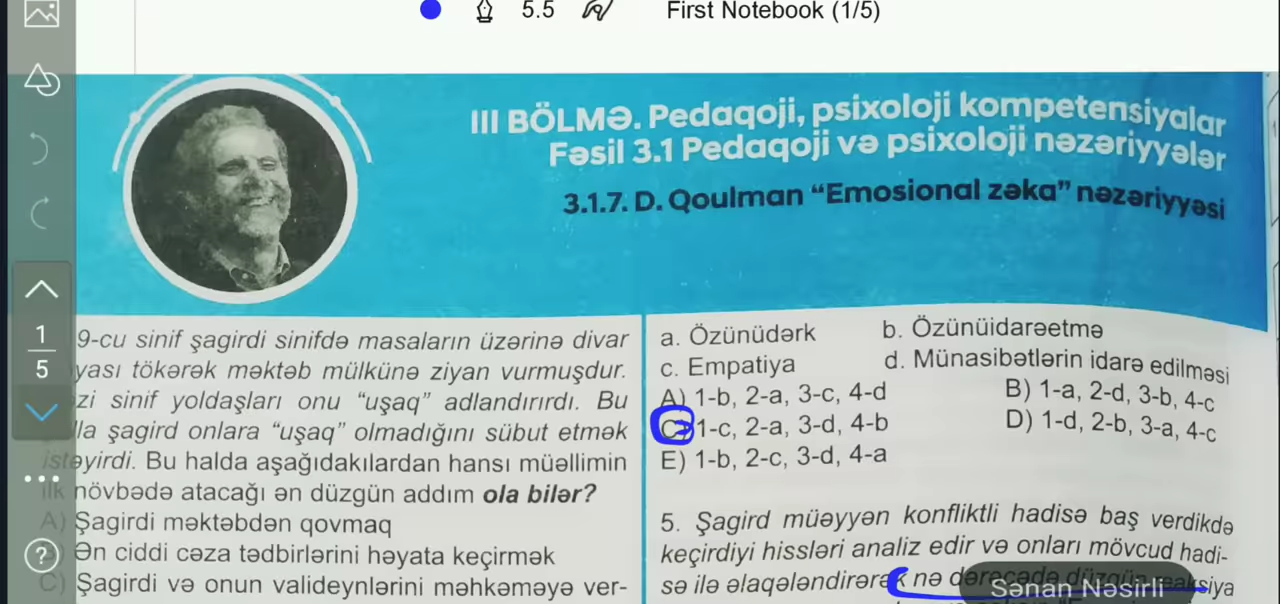 5.5
First Notebook (1/5)
III BÖLMƏ. Pedaqoji, psixoloji kompetensiyalar
Fəsil 3.1 Pedaqoji və psixoloji nəzəriyyələr
3.1.7. D. Qoulman “Emosional zəka” nəzəriyyəsi
1
5
9-cu sinif şagirdi sinifdə masaların üzərinə divar
yası tökərək məktəb mülkünə ziyan vurmuşdur.
zi sinif yoldaşları onu “uşaq” adlandırırdı. Bu
la şagird onlara “uşaq” olmadığını sübut etmək
istəyirdi. Bu halda aşağıdakılardan hansı müəllimin
ilk növbədə atacağı ən düzgün addım ola bilər?
A) Şagirdi məktəbdən qovmaq
Ən ciddi cəza tədbirlərini həyata keçirmək
C) Şagirdi və onun valideynlərini məhkəməyə ver-
a. Özünüdərk b. Özünüidarəetmə
c. Empatiya d. Münasibətlərin idarə edilməsi
A) 1-b, 2-a, 3-c, 4-d B) 1-a, 2-d, 3-b, 4-c
C) 1-c, 2-a, 3-d, 4-b D) 1-d, 2-b, 3-a, 4-c
E) 1-b, 2-c, 3-d, 4-a
5. Şagird müəyyən konfliktli hadisə baş verdikdə
keçirdiyi hissləri analiz edir və onları mövcud hadi-
sə ilə əlaqələndirərək nə dərəcədə düzgün reaksiya
Sənan Nəsirli